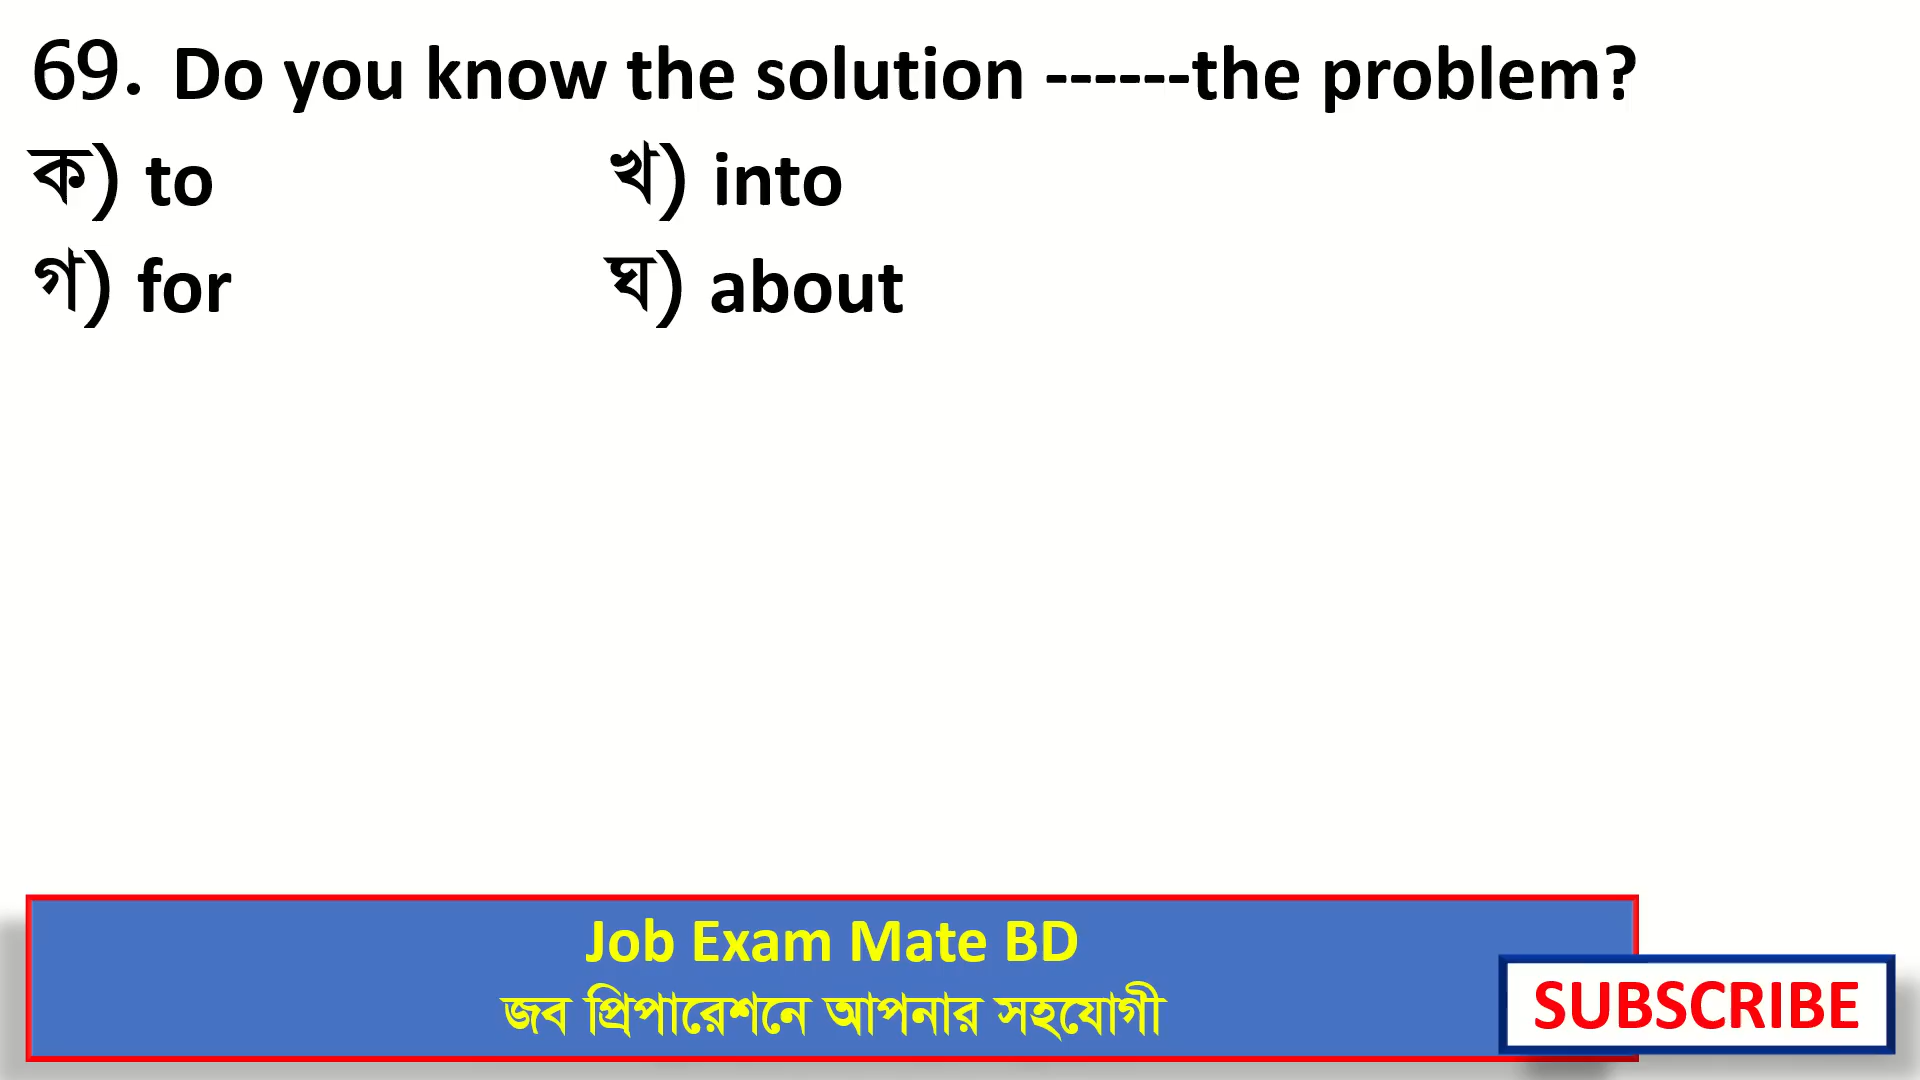 69. Do you know the solution ------the problem?
ক) to খ) into
গ) for ঘ) about
Job Exam Mate BD
জব প্রিপারেশনে আপনার সহযোগী
SUBSCRIBE